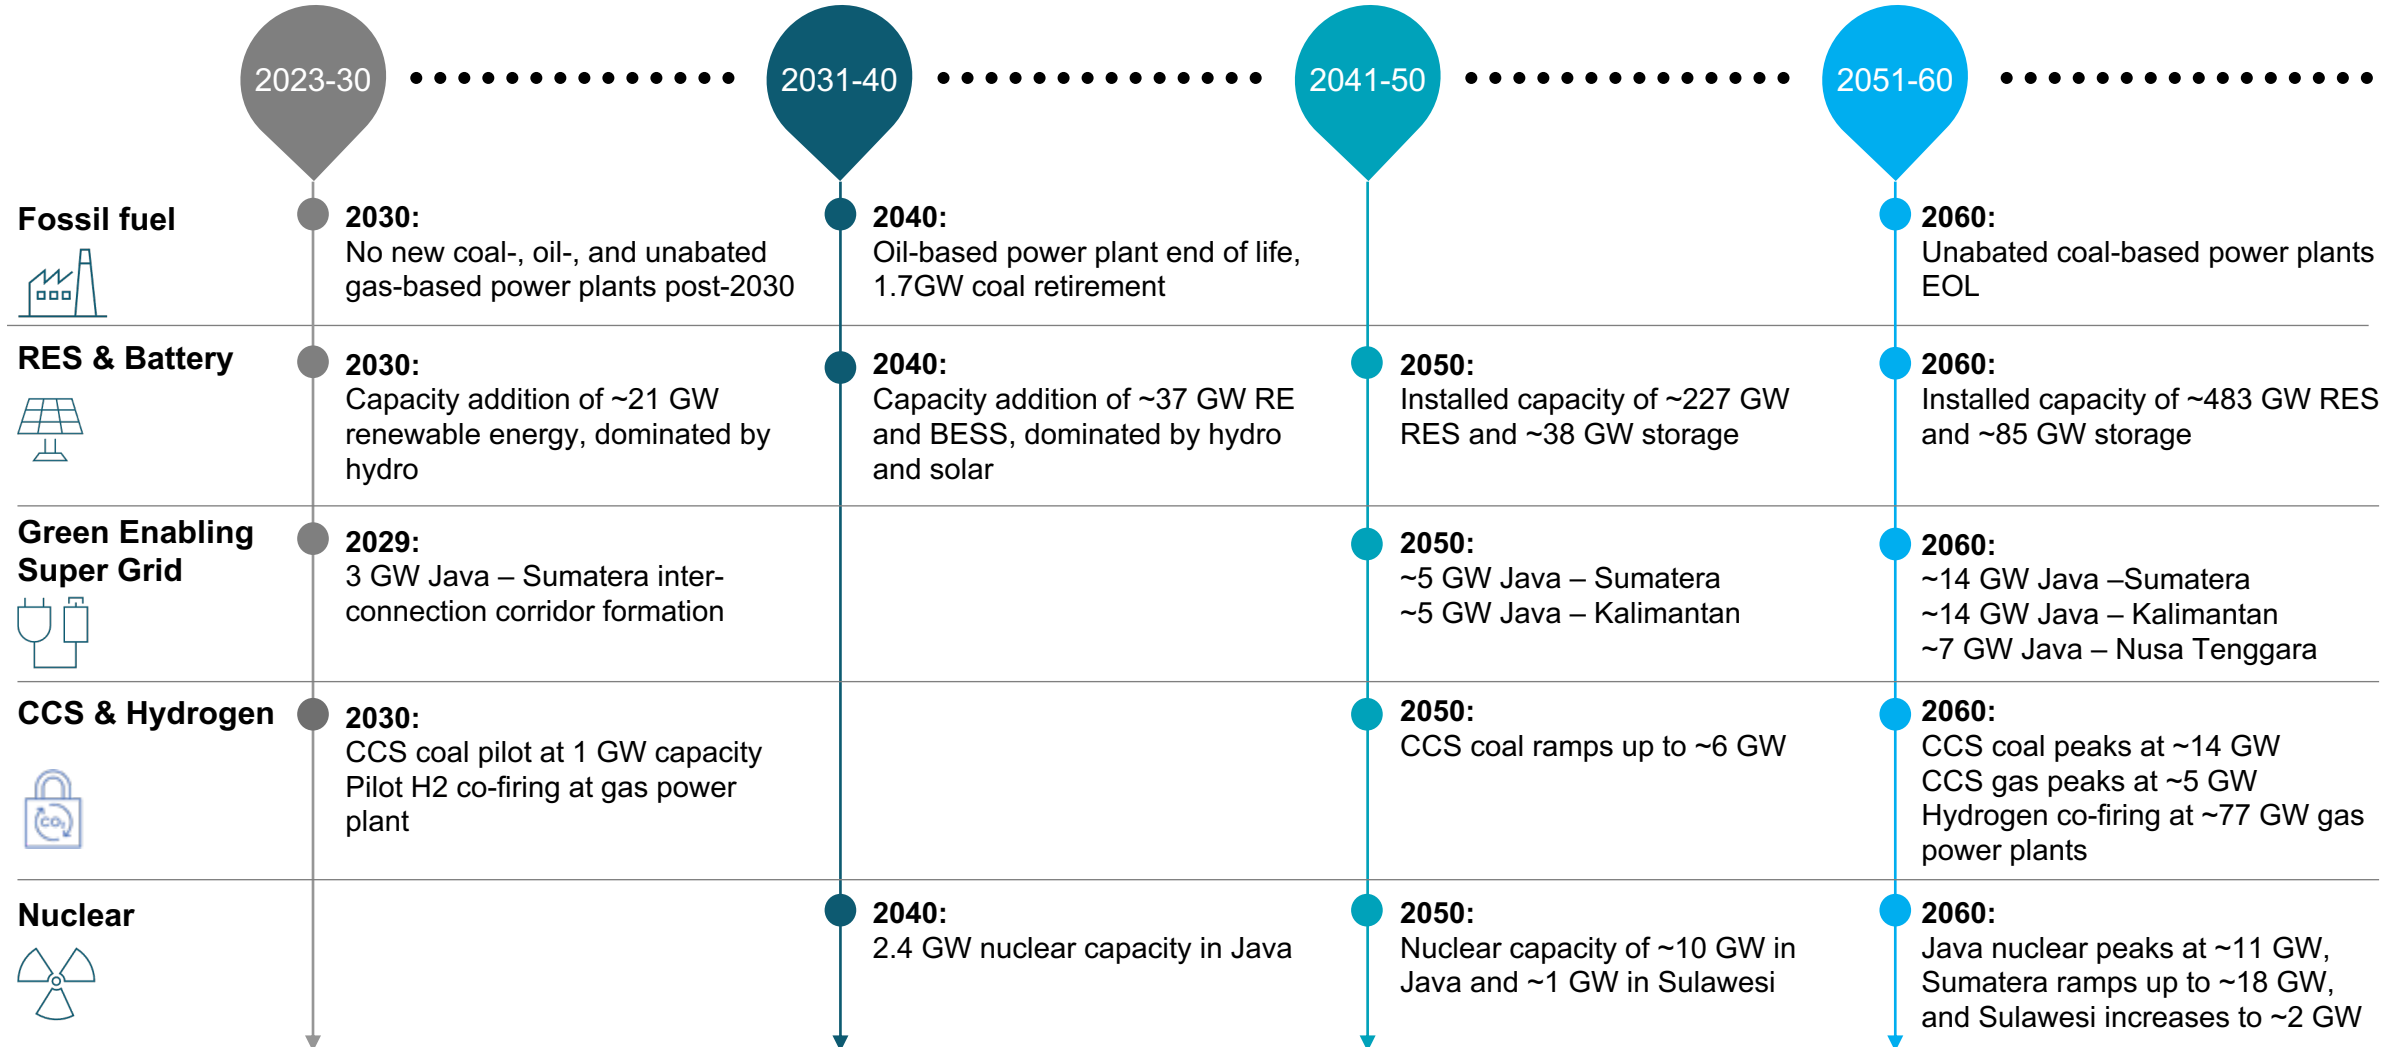 2023-30
2031-40
2041-50
2051-60
Fossil fuel
2030:
No new coal-, oil-, and unabated
gas-based power plants post-2030
2040:
Oil-based power plant end of life,
1.7GW coal retirement
2060:
Unabated coal-based power plants
EOL
RES & Battery
2030:
Capacity addition of ~21 GW
renewable energy, dominated by
hydro
2040:
Capacity addition of ~37 GW RE
and BESS, dominated by hydro
and solar
2050:
Installed capacity of ~227 GW
RES and ~38 GW storage
2060:
Installed capacity of ~483 GW RES
and ~85 GW storage
Green Enabling
Super Grid
2029:
3 GW Java – Sumatera inter-
connection corridor formation
2050:
~5 GW Java – Sumatera
~5 GW Java – Kalimantan
2060:
~14 GW Java –Sumatera
~14 GW Java – Kalimantan
~7 GW Java – Nusa Tenggara
CCS & Hydrogen
CO₂
2030:
CCS coal pilot at 1 GW capacity
Pilot H2 co-firing at gas power
plant
2050:
CCS coal ramps up to ~6 GW
2060:
CCS coal peaks at ~14 GW
CCS gas peaks at ~5 GW
Hydrogen co-firing at ~77 GW gas
power plants
Nuclear
2040:
2.4 GW nuclear capacity in Java
2050:
Nuclear capacity of ~10 GW in
Java and ~1 GW in Sulawesi
2060:
Java nuclear peaks at ~11 GW,
Sumatera ramps up to ~18 GW,
and Sulawesi increases to ~2 GW